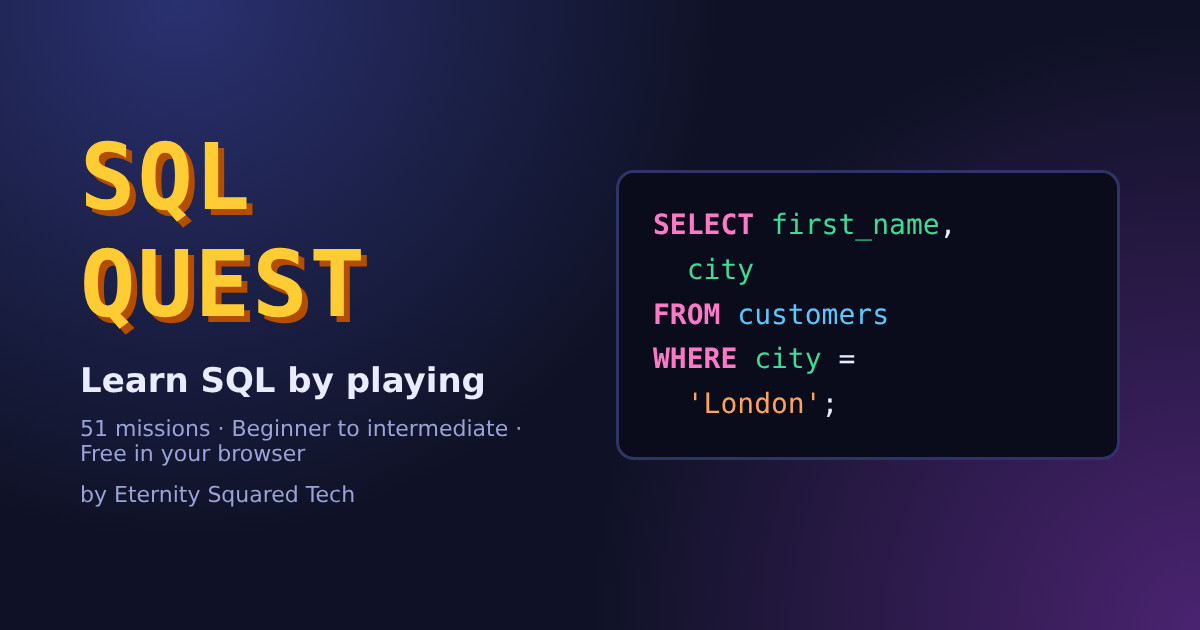 SQL
QUEST
Learn SQL by playing
51 missions · Beginner to intermediate ·
Free in your browser
by Eternity Squared Tech
SELECT first_name,
  city
FROM customers
WHERE city =
  'London';